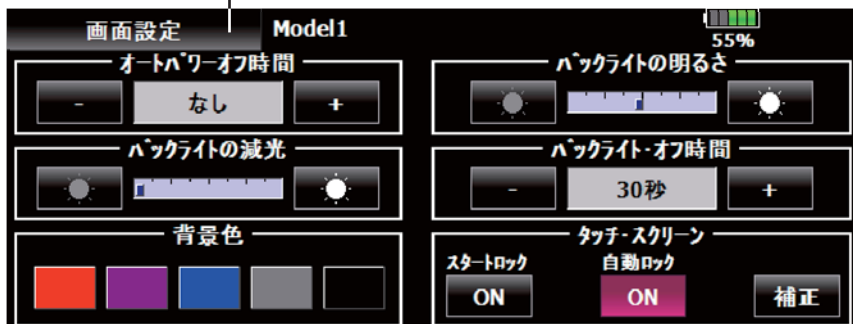 画面設定 Model1
55%
オートパワーオフ時間
- なし +
バックライトの明るさ
バックライトの減光
バックライト・オフ時間
- 30秒 +
背景色
タッチ・スクリーン
スタートロック 自動ロック
ON ON 補正